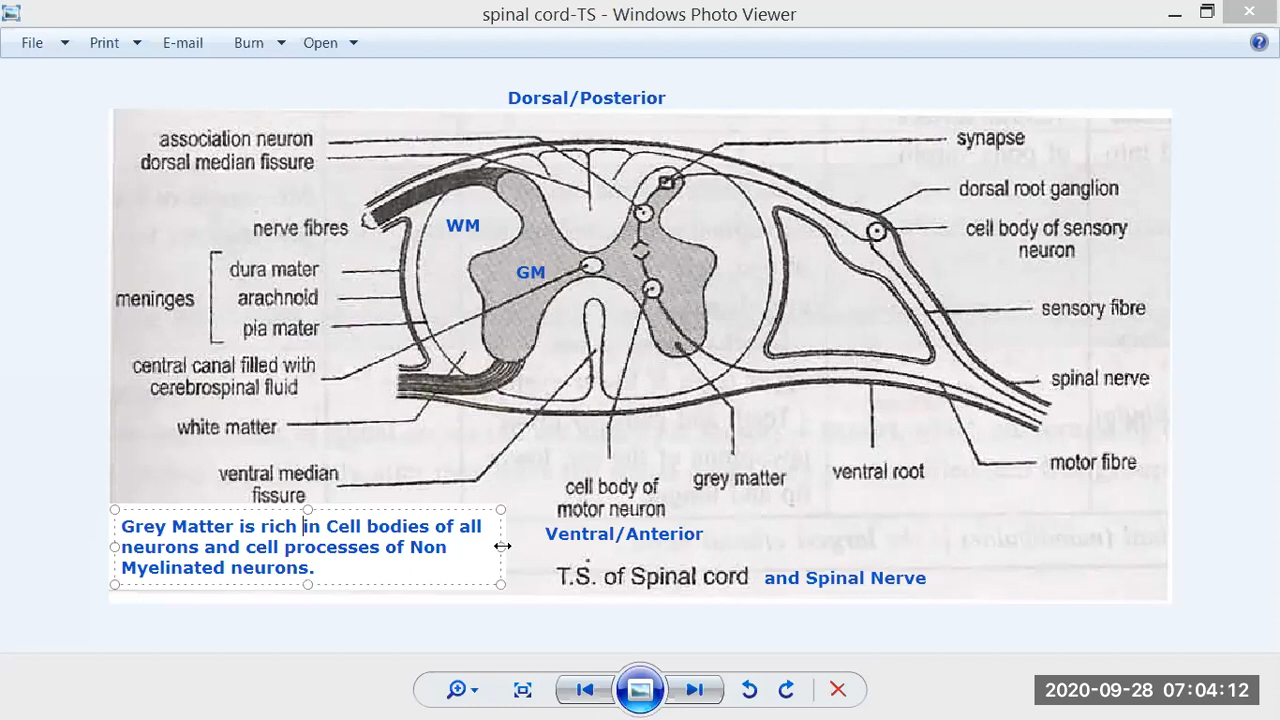 spinal cord-TS - Windows Photo Viewer
File Print E-mail Burn Open
Dorsal/Posterior
association neuron
dorsal median fissure
synapse
dorsal root ganglion
nerve fibres
WM
cell body of sensory
neuron
dura mater
GM
meninges
arachnoid
pia mater
sensory fibre
central canal filled with
cerebrospinal fluid
spinal nerve
white matter
ventral median
fissure
cell body of
motor neuron
grey matter
ventral root
motor fibre
Grey Matter is rich in Cell bodies of all
neurons and cell processes of Non
Myelinated neurons.
Ventral/Anterior
T.S. of Spinal cord and Spinal Nerve
2020-09-28 07:04:12